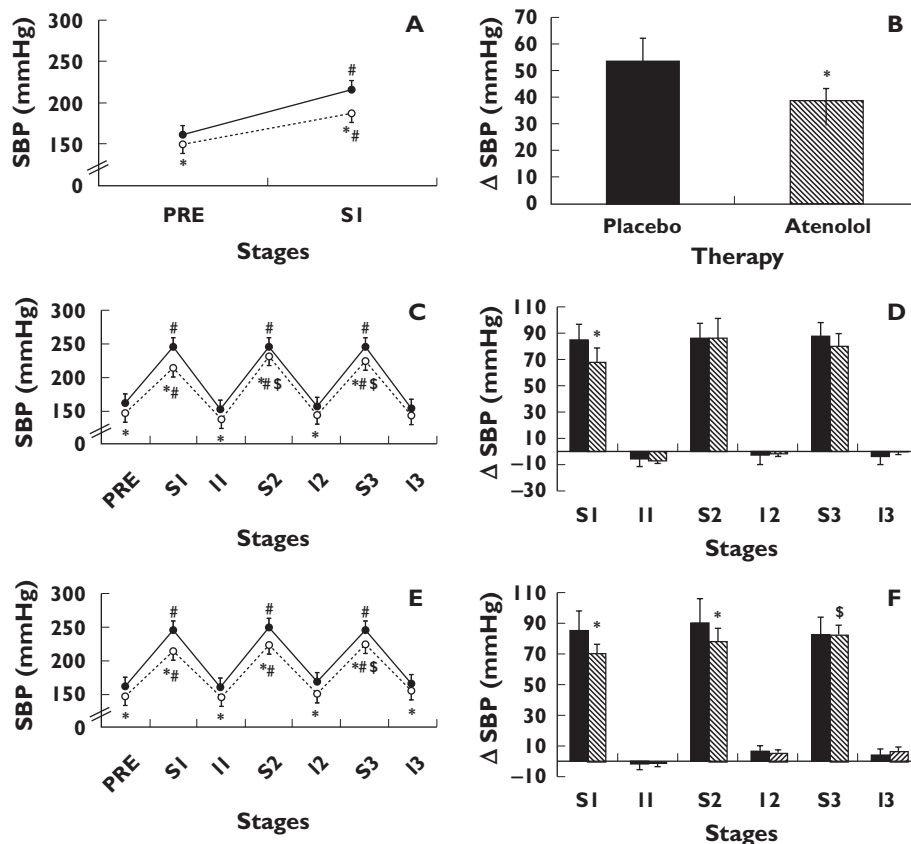 A
SBP (mmHg)
300
250
200
150
0
#
*#
*
PRE
S1
Stages
B
Δ SBP (mmHg)
70
60
50
40
30
20
10
0
*
Placebo
Atenolol
Therapy
C
SBP (mmHg)
300
250
200
150
0
# # #
*# *# $ *# $
* * *
PRE S1 I1 S2 I2 S3 I3
Stages
D
Δ SBP (mmHg)
110
90
70
50
30
10
−10
−30
*
S1 I1 S2 I2 S3 I3
Stages
E
SBP (mmHg)
300
250
200
150
0
# # #
*# *# *# $
* * * *
PRE S1 I1 S2 I2 S3 I3
Stages
F
Δ SBP (mmHg)
110
90
70
50
30
10
−10
* * $
S1 I1 S2 I2 S3 I3
Stages